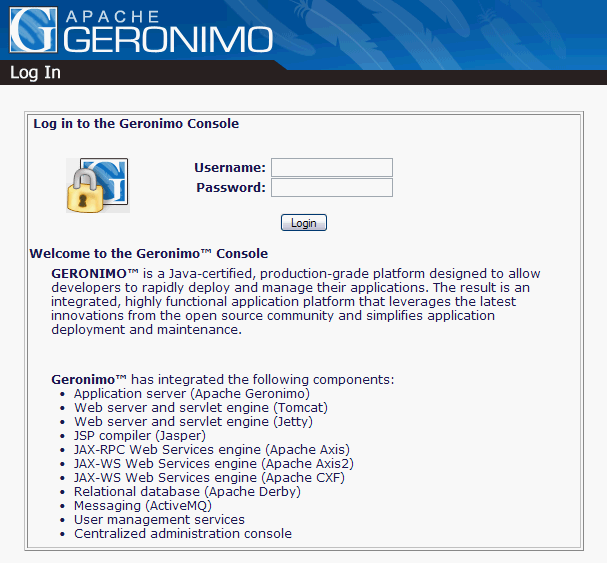 APACHE
GERONIMO
Log In
Log in to the Geronimo Console
G
Username:
Password:
Login
Welcome to the Geronimo™ Console
GERONIMO™ is a Java-certified, production-grade platform designed to allow
developers to rapidly deploy and manage their applications. The result is an
integrated, highly functional application platform that leverages the latest
innovations from the open source community and simplifies application
deployment and maintenance.
Geronimo™ has integrated the following components:
• Application server (Apache Geronimo)
• Web server and servlet engine (Tomcat)
• Web server and servlet engine (Jetty)
• JSP compiler (Jasper)
• JAX-RPC Web Services engine (Apache Axis)
• JAX-WS Web Services engine (Apache Axis2)
• JAX-WS Web Services engine (Apache CXF)
• Relational database (Apache Derby)
• Messaging (ActiveMQ)
• User management services
• Centralized administration console